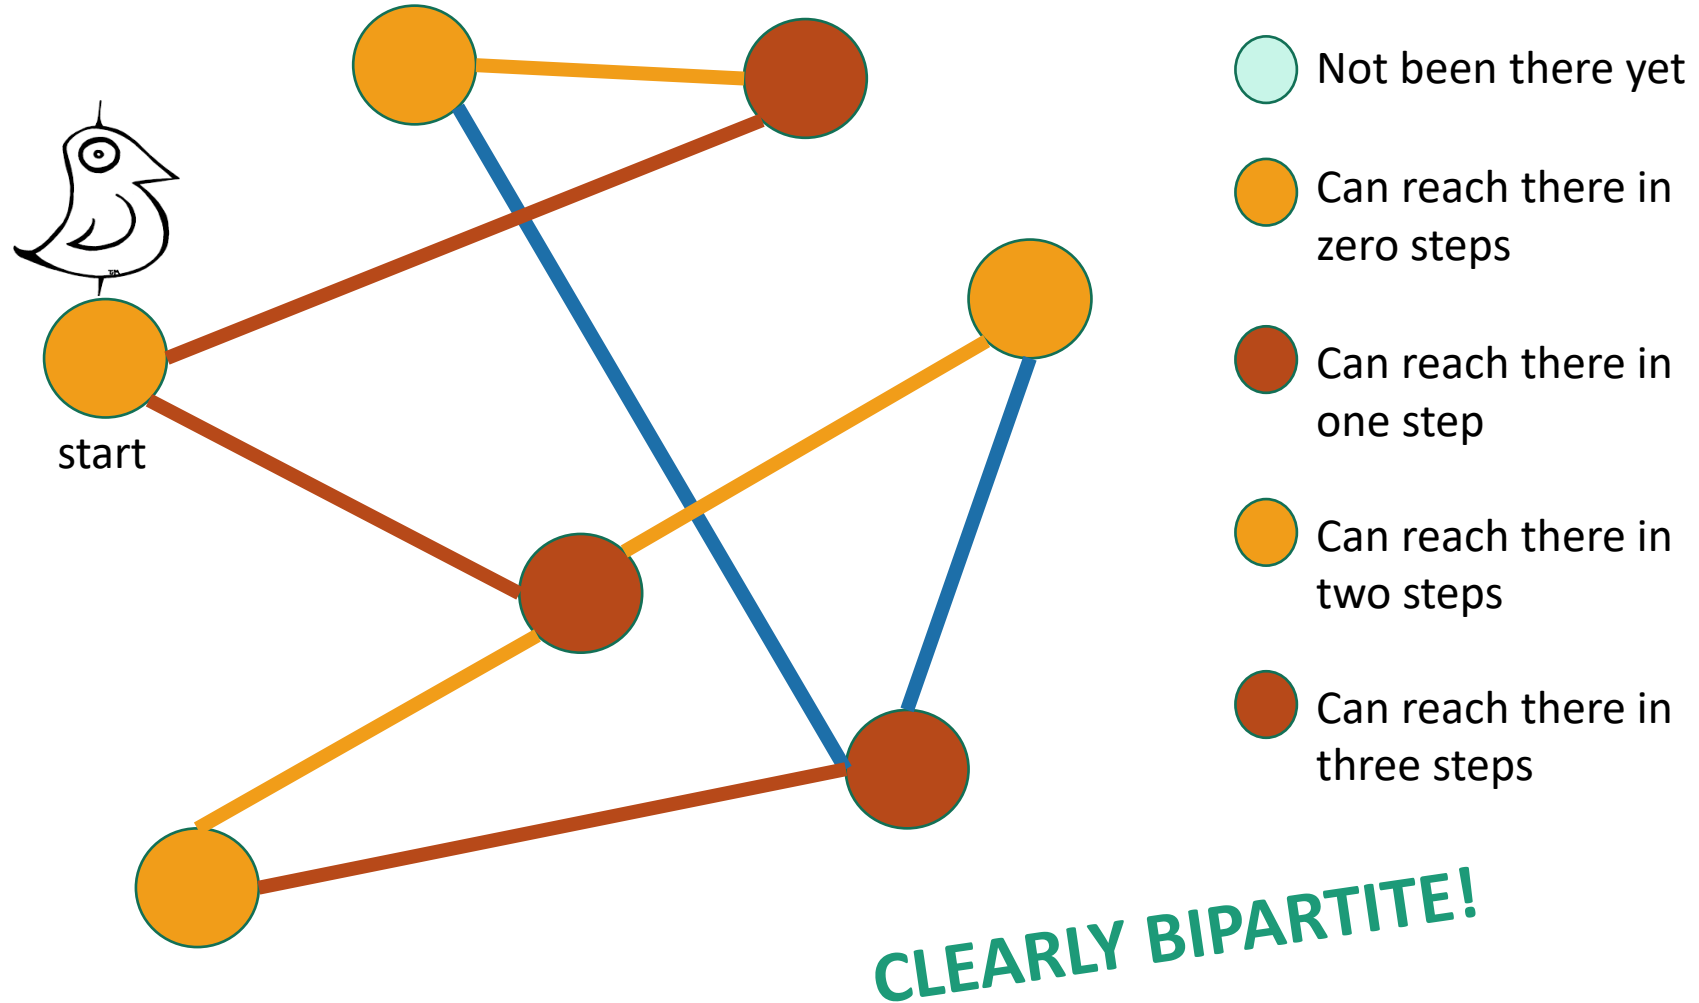 Not been there yet
Can reach there in
zero steps
Can reach there in
one step
start
Can reach there in
two steps
Can reach there in
three steps
CLEARLY BIPARTITE!